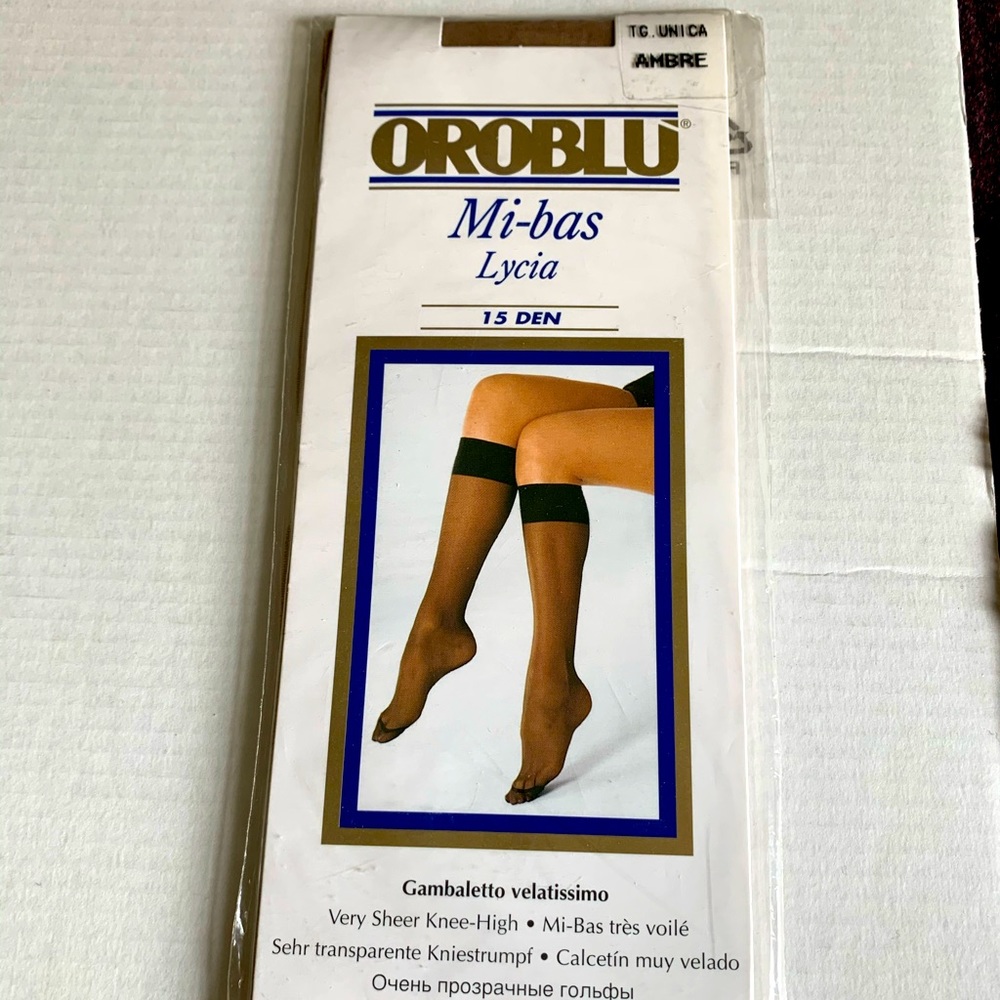 TG. UNICA
AMBRE
OROBLÙ®
Mi-bas
Lycia
15 DEN
Gambaletto velatissimo
Very Sheer Knee-High • Mi-Bas très voilé
Sehr transparente Kniestrumpf • Calcetín muy velado
Очень прозрачные гольфы